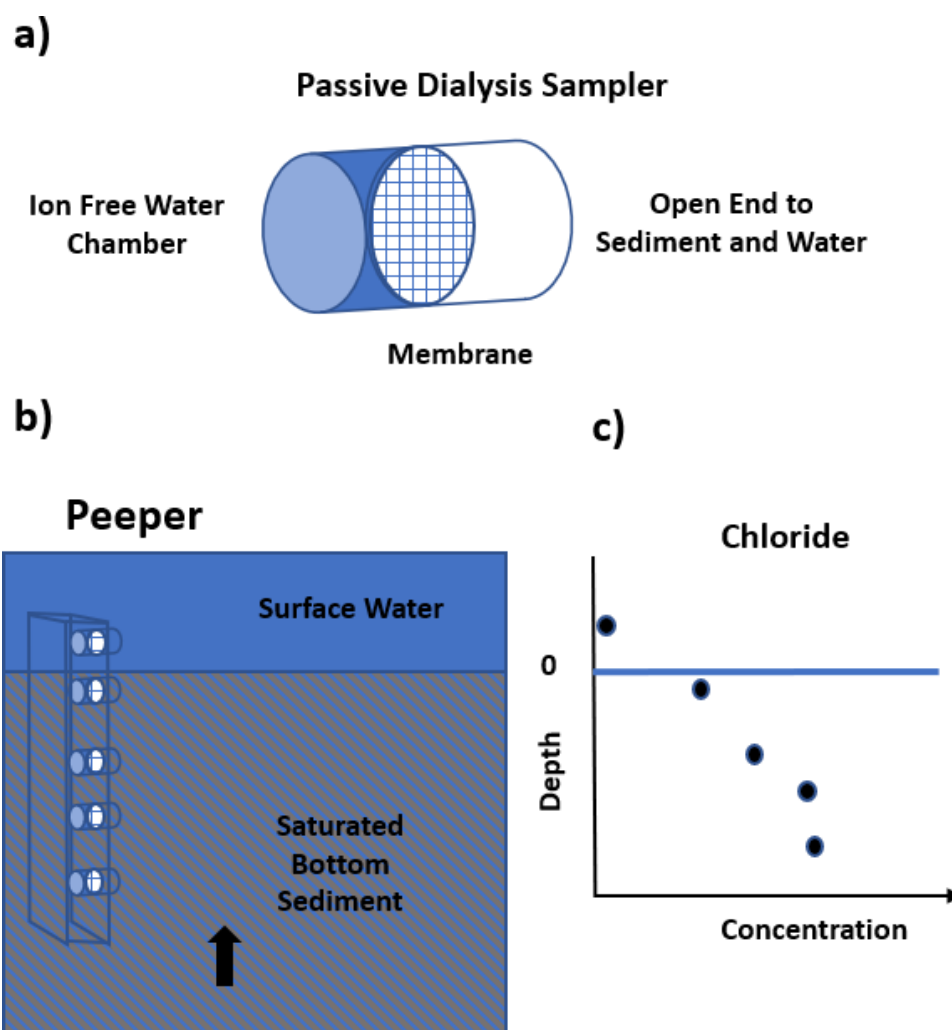 a)
Passive Dialysis Sampler
Ion Free Water
Chamber
Open End to
Sediment and Water
Membrane
b)
Peeper
Surface Water
Saturated
Bottom
Sediment
c)
Chloride
0
Depth
Concentration